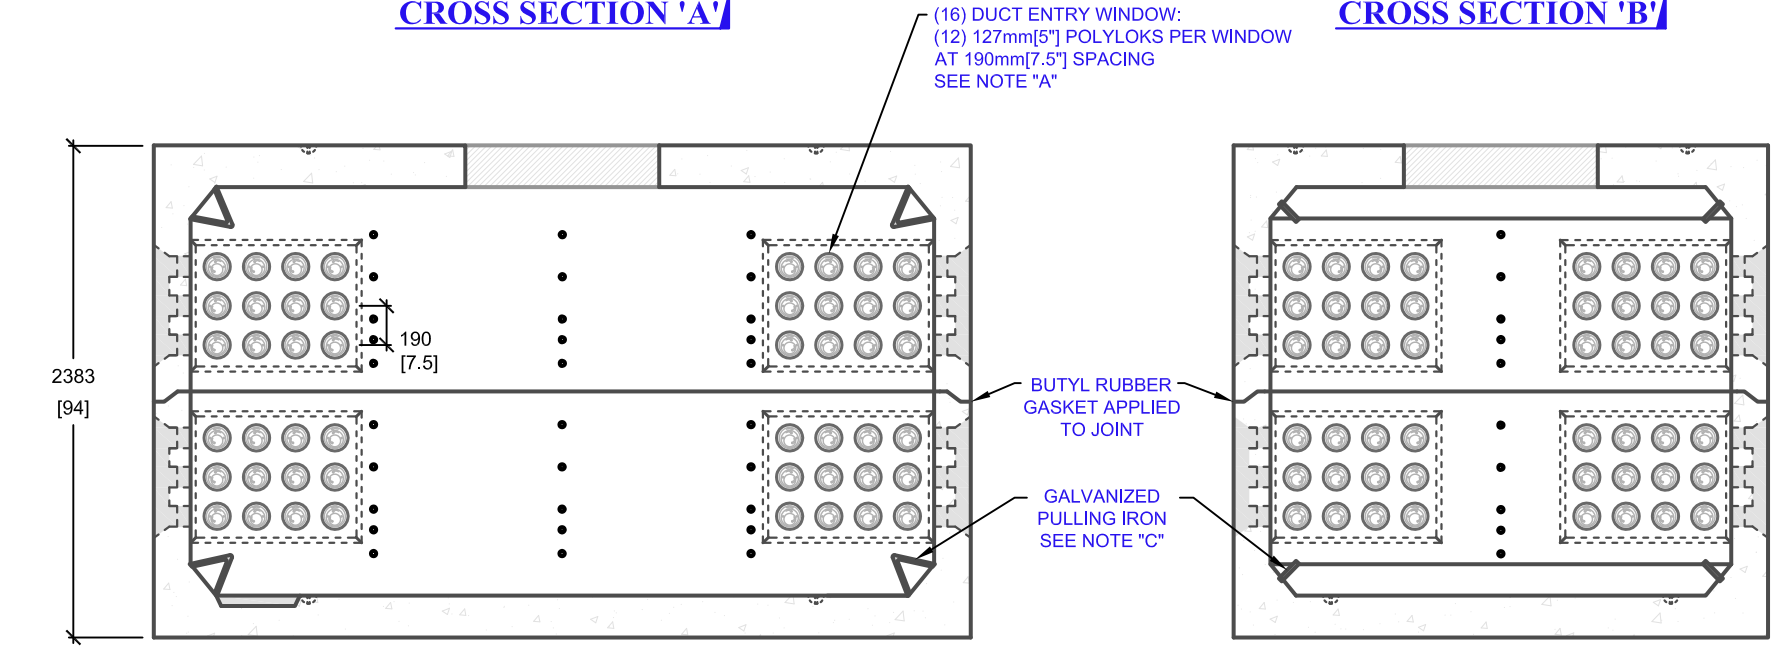 CROSS SECTION 'A'
(16) DUCT ENTRY WINDOW:
(12) 127mm[5"] POLYLOKS PER WINDOW
AT 190mm[7.5"] SPACING
SEE NOTE "A"
CROSS SECTION 'B'
190
[7.5]
2383
[94]
BUTYL RUBBER
GASKET APPLIED
TO JOINT
GALVANIZED
PULLING IRON
SEE NOTE "C"